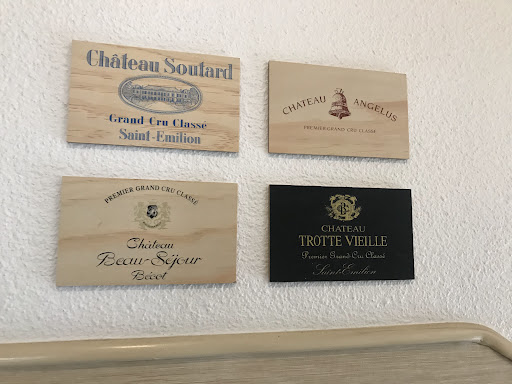 Château Soutard
Grand Cru Classé
Saint-Emilion
CHATEAU ANGELUS
PREMIER GRAND CRU CLASSÉ
PREMIER GRAND CRU CLASSÉ
Château
Beau-Séjour
Bécot
CHATEAU
TROTTE VIEILLE
Premier Grand Cru Classé
Saint-Emilion